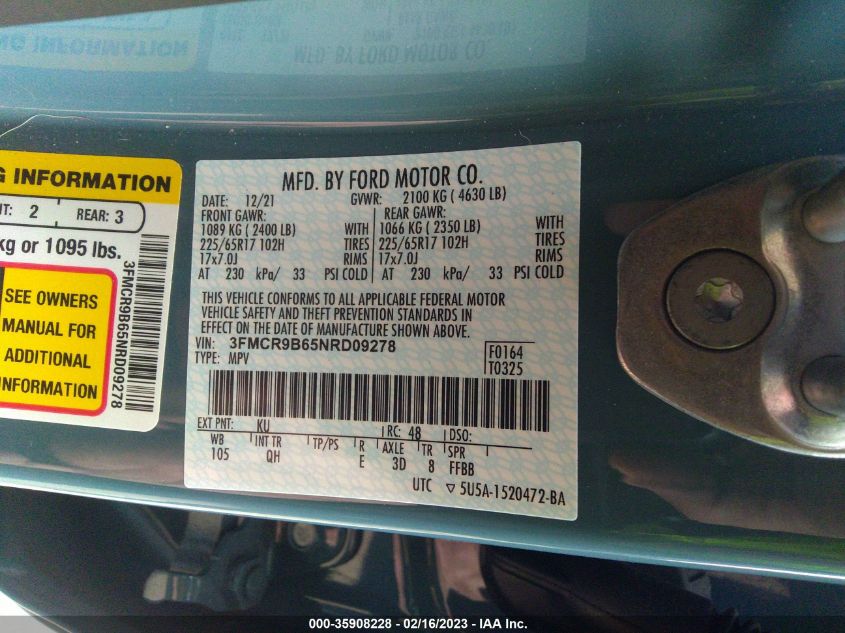 G INFORMATION
T: 2 REAR: 3
kg or 1095 lbs.
SEE OWNERS
MANUAL FOR
ADDITIONAL
INFORMATION
3FMCR9B65NRD09278
MFD. BY FORD MOTOR CO.
DATE: 12/21 GVWR: 2100 KG ( 4630 LB)
FRONT GAWR: REAR GAWR:
1089 KG ( 2400 LB) WITH 1066 KG ( 2350 LB) WITH
225/65R17 102H TIRES 225/65R17 102H TIRES
17x7.0J RIMS 17x7.0J RIMS
AT 230 kPa/ 33 PSI COLD AT 230 kPa/ 33 PSI COLD
THIS VEHICLE CONFORMS TO ALL APPLICABLE FEDERAL MOTOR
VEHICLE SAFETY AND THEFT PREVENTION STANDARDS IN
EFFECT ON THE DATE OF MANUFACTURE SHOWN ABOVE.
VIN: 3FMCR9B65NRD09278
TYPE: MPV
F0164
T0325
EXT PNT: KU RC: 48 DSO:
WB INT TR TP/PS R AXLE TR SPR
105 QH E 3D 8 FFBB
UTC ▽ 5U5A-1520472-BA
000-35908228 - 02/16/2023 - IAA Inc.